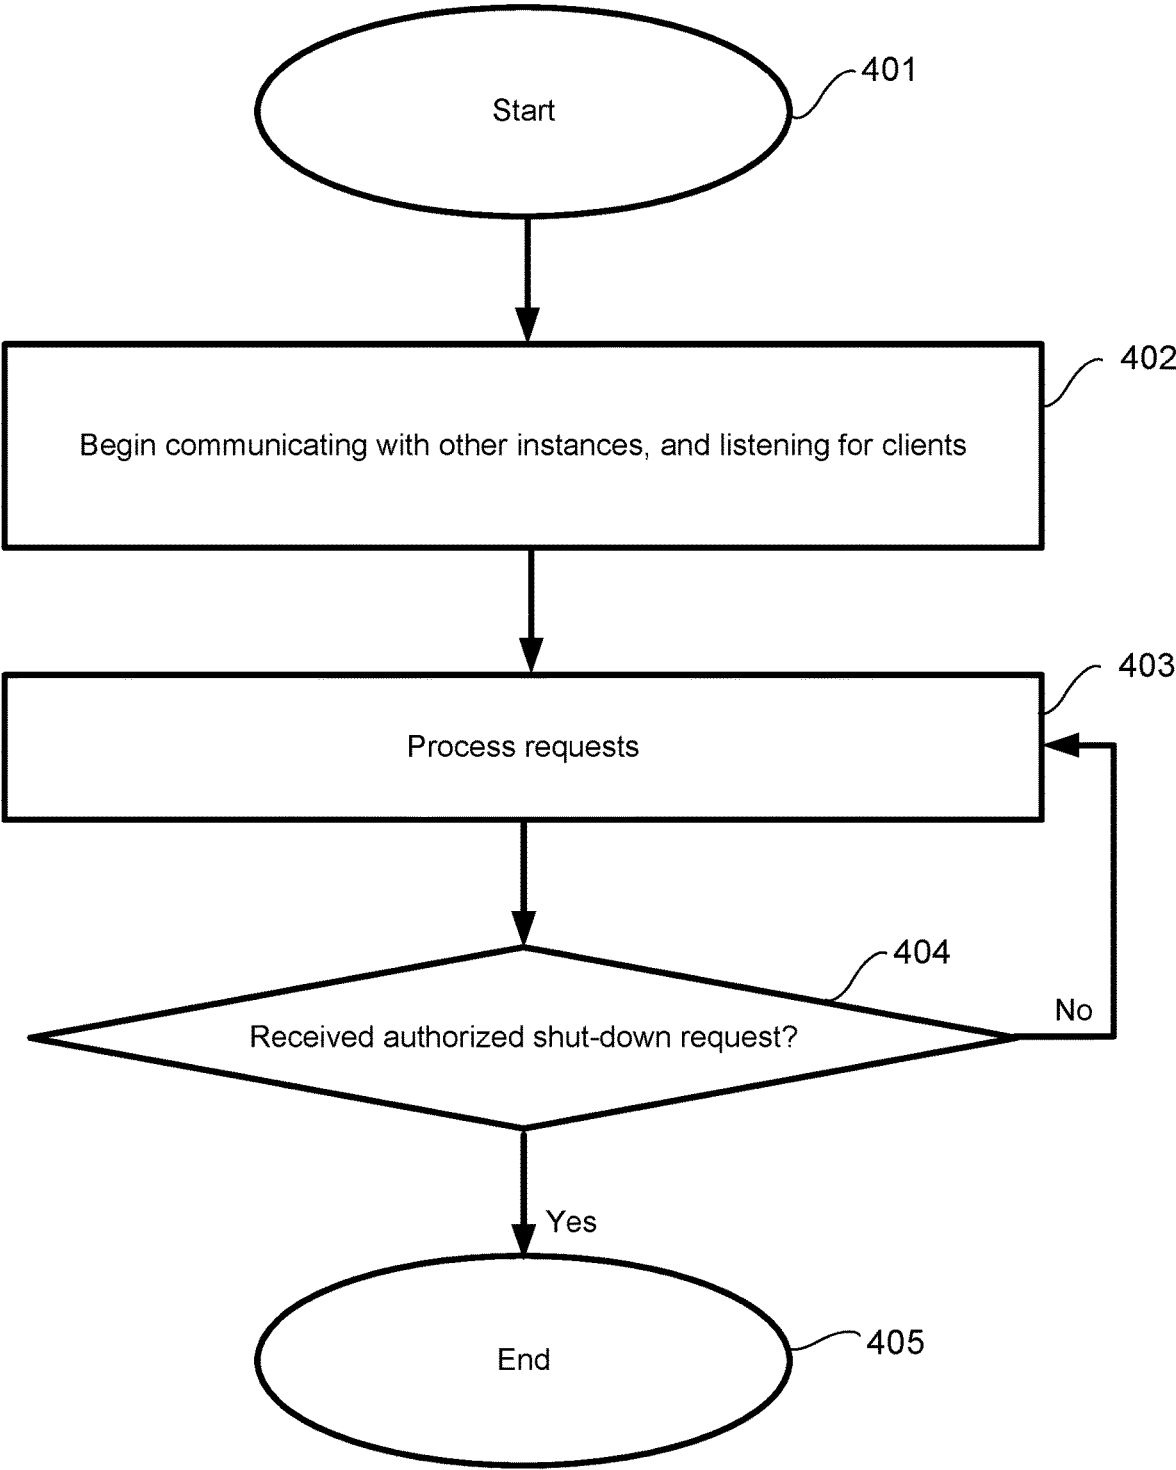 Start
401
Begin communicating with other instances, and listening for clients
402
Process requests
403
Received authorized shut-down request?
404
No
Yes
End
405